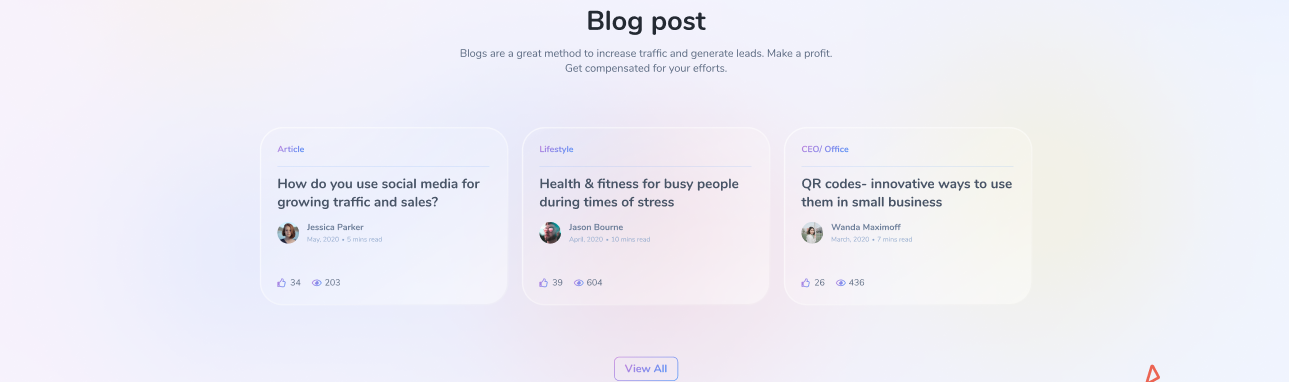 Blog post
Blogs are a great method to increase traffic and generate leads. Make a profit.
Get compensated for your efforts.
Article
How do you use social media for
growing traffic and sales?
Jessica Parker
May, 2020 • 5 mins read
34 203
Lifestyle
Health & fitness for busy people
during times of stress
Jason Bourne
April, 2020 • 10 mins read
39 604
CEO/ Office
QR codes- innovative ways to use
them in small business
Wanda Maximoff
March, 2020 • 7 mins read
26 436
View All